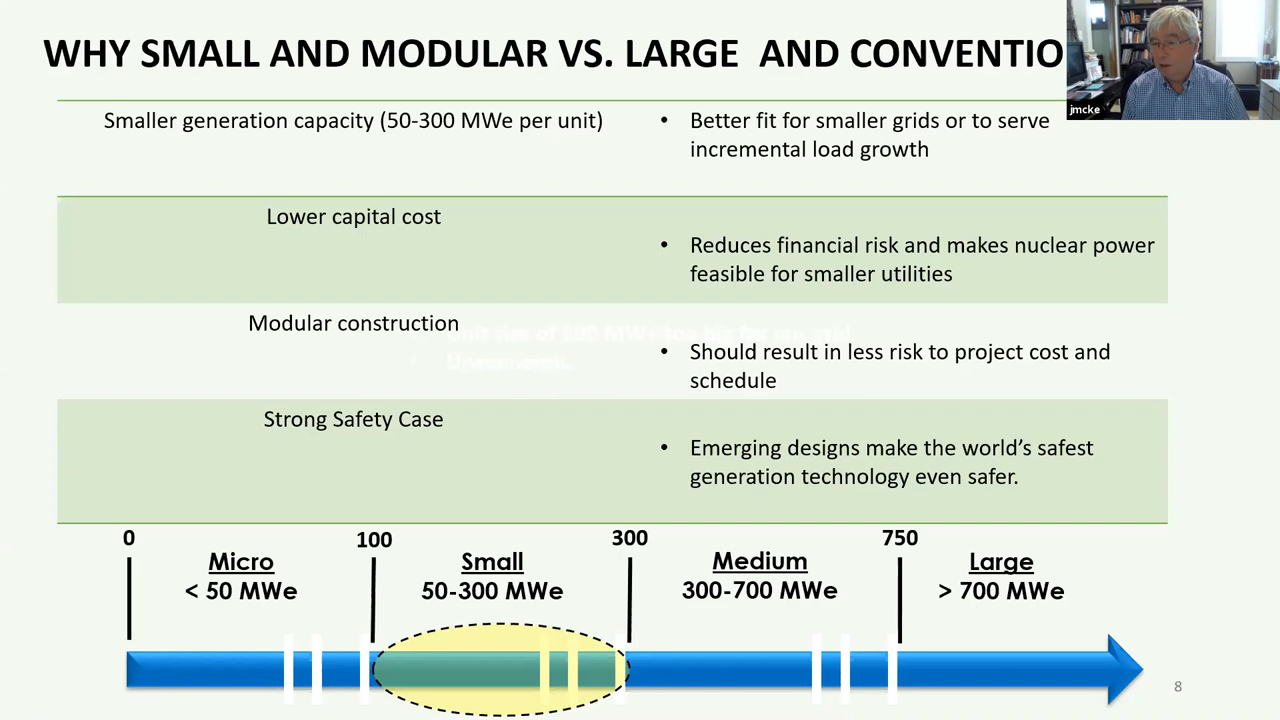 WHY SMALL AND MODULAR VS. LARGE AND CONVENTIO
jmcke
Smaller generation capacity (50-300 MWe per unit)
• Better fit for smaller grids or to serve
incremental load growth
Lower capital cost
• Reduces financial risk and makes nuclear power
feasible for smaller utilities
Modular construction
• Should result in less risk to project cost and
schedule
Strong Safety Case
• Emerging designs make the world’s safest
generation technology even safer.
0 100 300 750
Micro Small Medium Large
< 50 MWe 50-300 MWe 300-700 MWe > 700 MWe
8